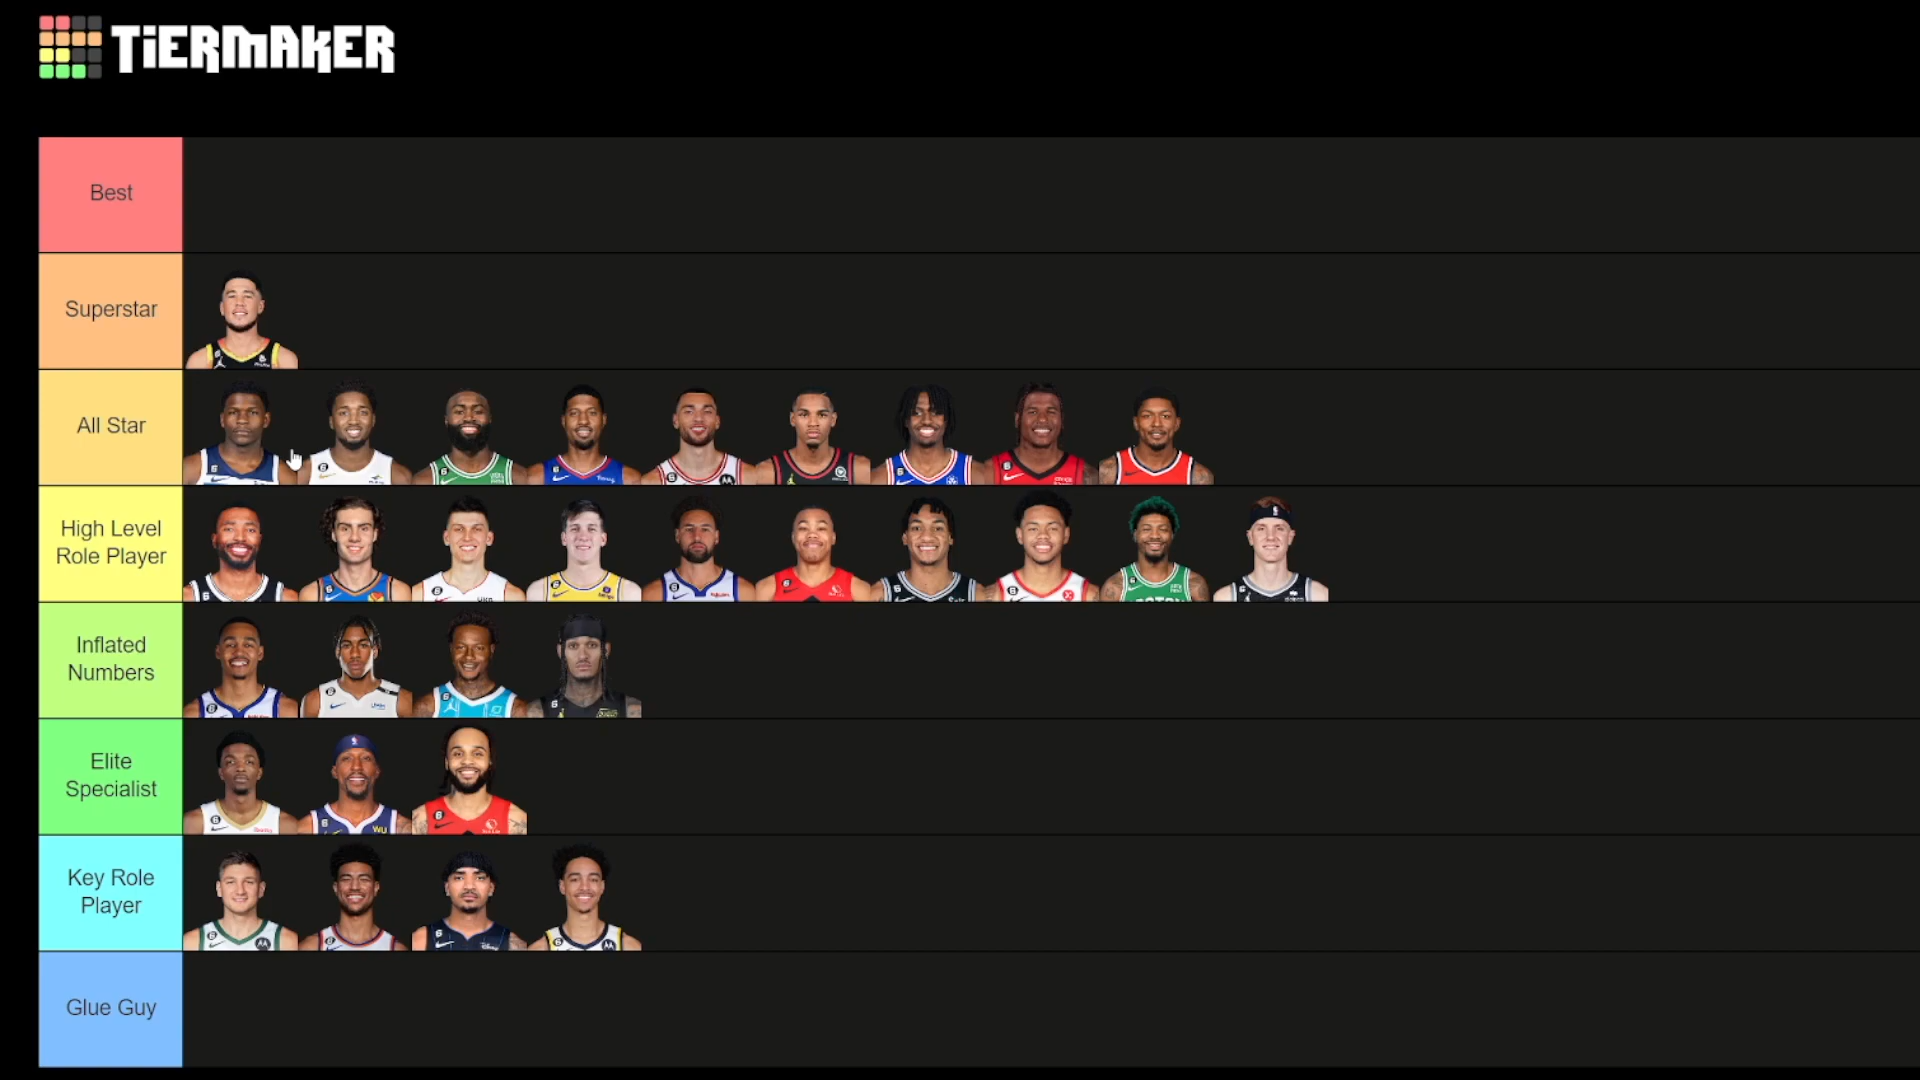 TiERMAKER
Best
Superstar
All Star
High Level
Role Player
Inflated
Numbers
Elite
Specialist
Key Role
Player
Glue Guy